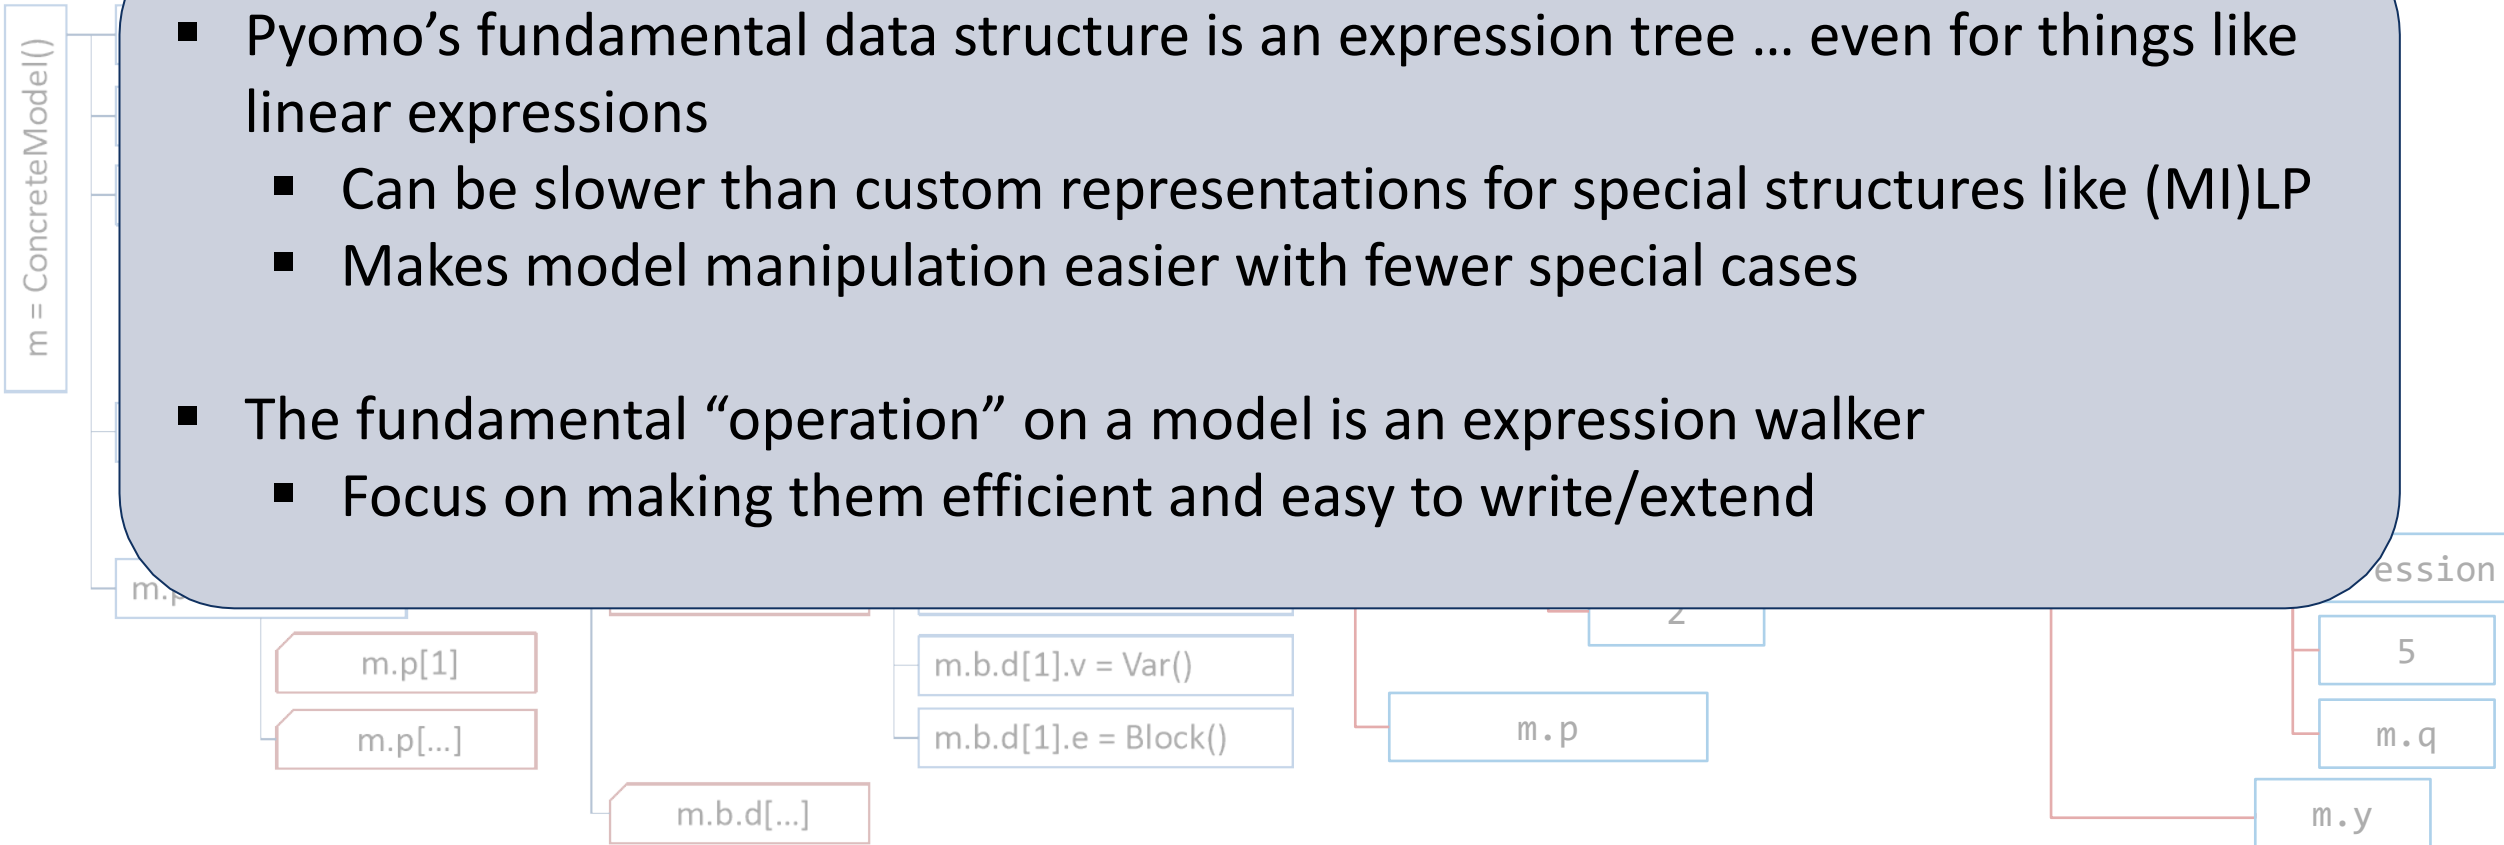 Pyomo’s fundamental data structure is an expression tree … even for things like
linear expressions
Can be slower than custom representations for special structures like (MI)LP
Makes model manipulation easier with fewer special cases
The fundamental “operation” on a model is an expression walker
Focus on making them efficient and easy to write/extend
m = ConcreteModel()
m.p
m.p[1]
m.p[…]
m.b.d[…]
m.b.d[1].v = Var()
m.b.d[1].e = Block()
2
m.p
ession
5
m.q
m.y